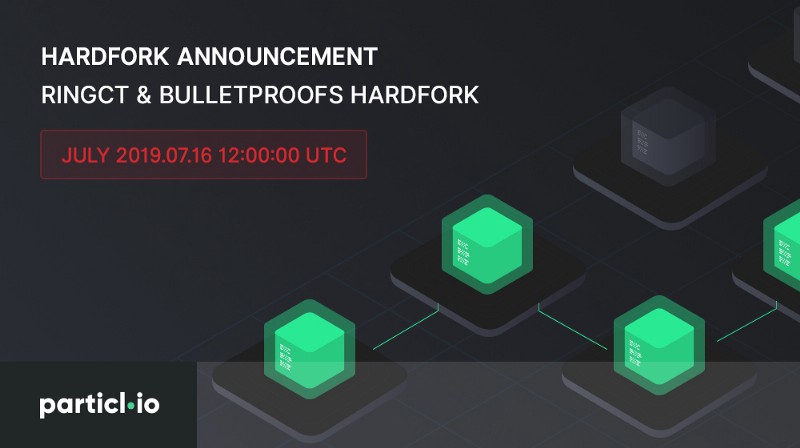 HARDFORK ANNOUNCEMENT
RINGCT & BULLETPROOFS HARDFORK
JULY 2019.07.16 12:00:00 UTC
particl.io